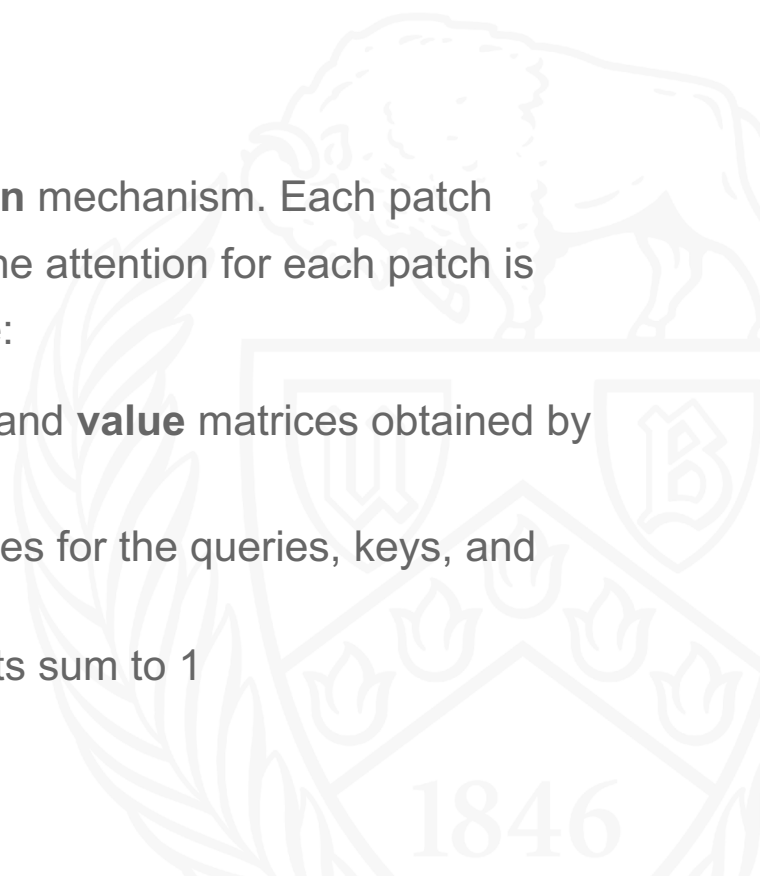 n mechanism. Each patch
ne attention for each patch is
:
and value matrices obtained by
es for the queries, keys, and
ts sum to 1
U B
1846